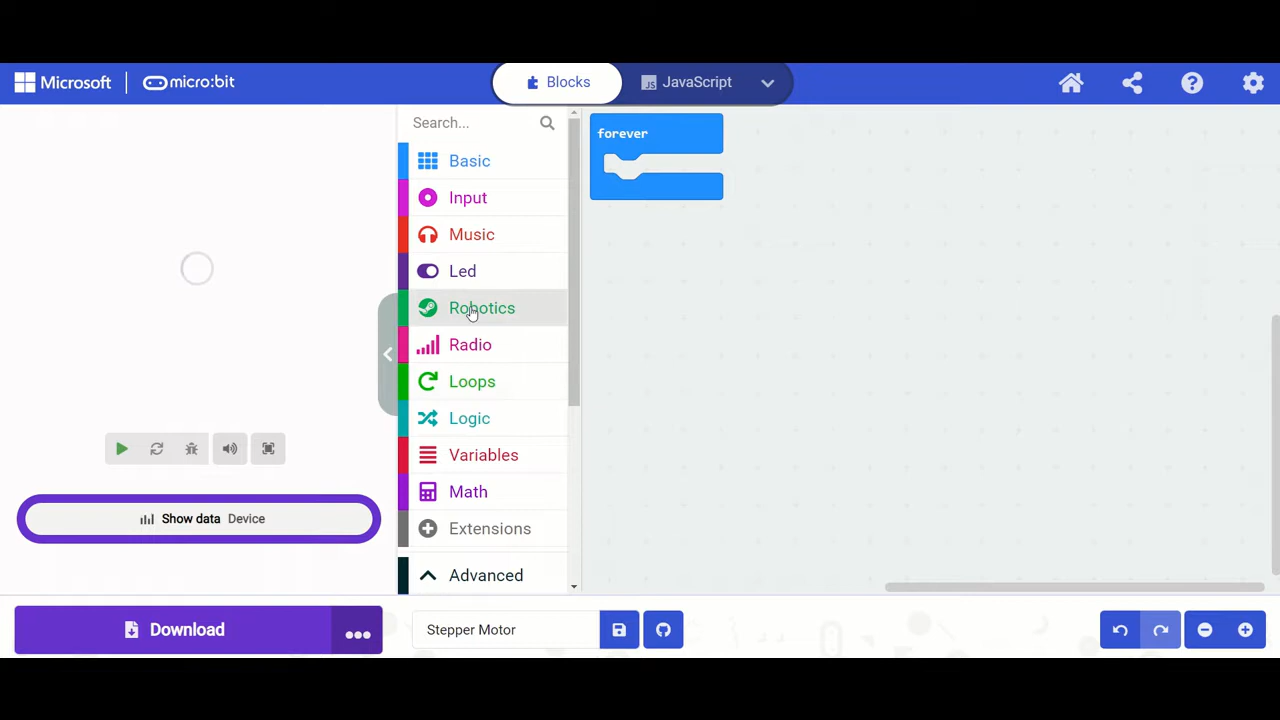 Microsoft
micro:bit
Blocks
JavaScript
Search...
Basic
Input
Music
Led
Robotics
Radio
Loops
Logic
Variables
Math
Extensions
Advanced
forever
Show data Device
Download
Stepper Motor